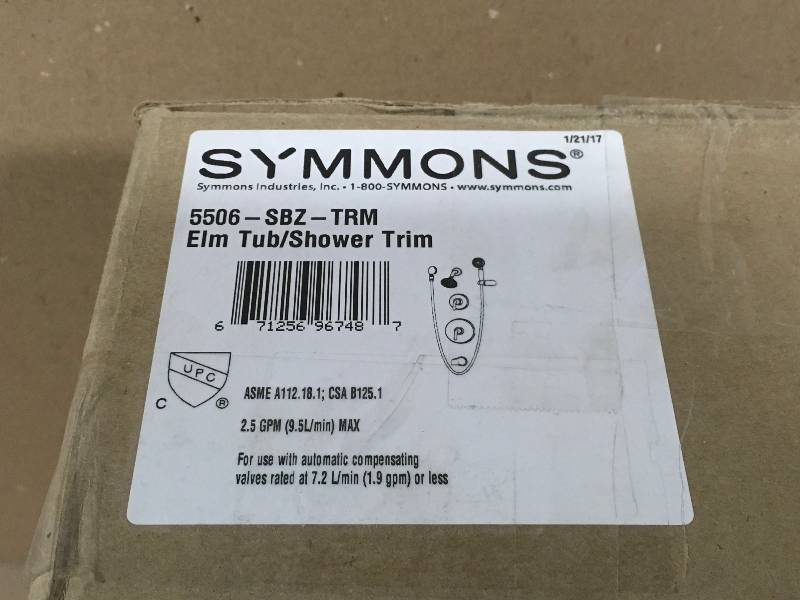 1/21/17
SYMMONS®
Symmons Industries, Inc. • 1-800-SYMMONS • www.symmons.com
5506-SBZ-TRM
Elm Tub/Shower Trim
6 71256 96748 7
UPC
C ®
ASME A112.18.1; CSA B125.1
2.5 GPM (9.5L/min) MAX
For use with automatic compensating
valves rated at 7.2 L/min (1.9 gpm) or less